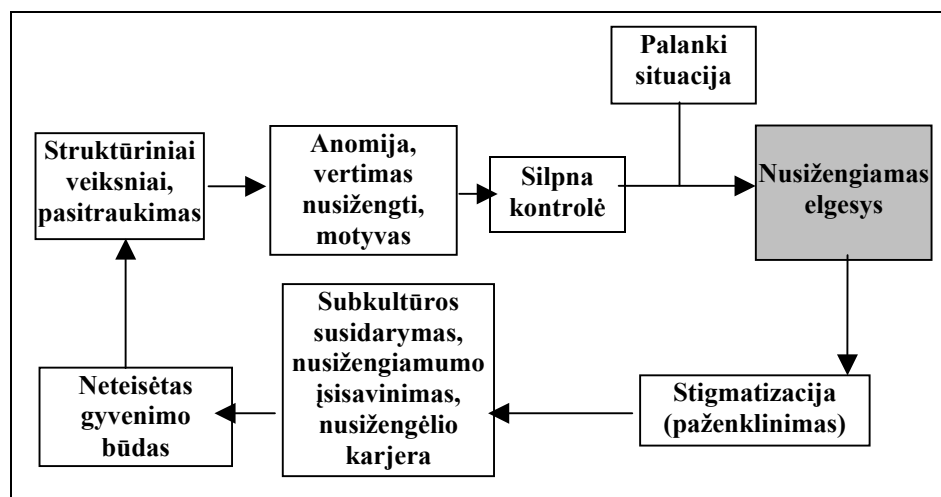 Palanki
situacija
Struktūriniai
veiksniai,
pasitraukimas
Anomija,
vertimas
nusižengti,
motyvas
Silpna
kontrolė
Nusižengiamas
elgesys
Stigmatizacija
(paženklinimas)
Subkultūros
susidarymas,
nusižengiamumo
įsisavinimas,
nusižengėlio
karjera
Neteisėtas
gyvenimo
būdas